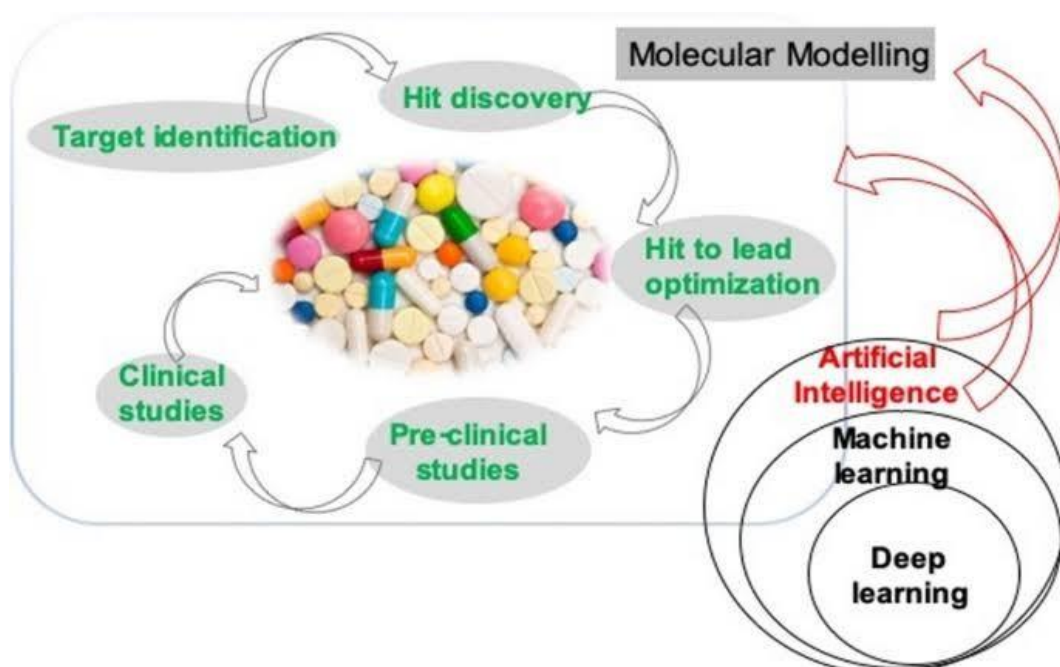 Molecular Modelling
Hit discovery
Target identification
Hit to lead
optimization
Clinical
studies
Pre-clinical
studies
Artificial
Intelligence
Machine
learning
Deep
learning